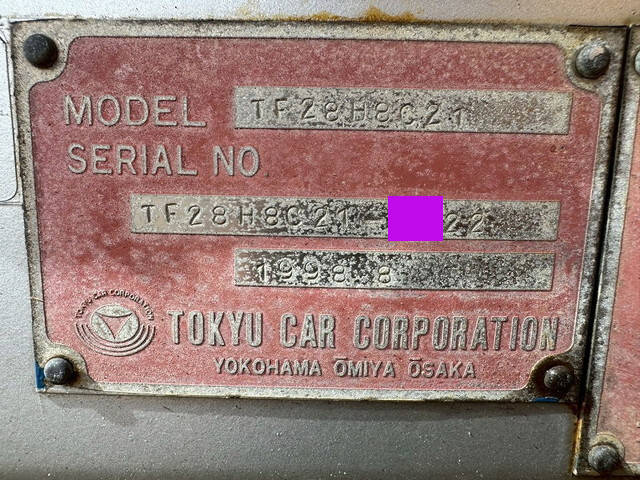 MODEL TF28H8C21
SERIAL NO
TF28H8C21 22
1998 8
TOKYU CAR CORPORATION
TOKYU CAR CORPORATION
YOKOHAMA ŌMIYA ŌSAKA